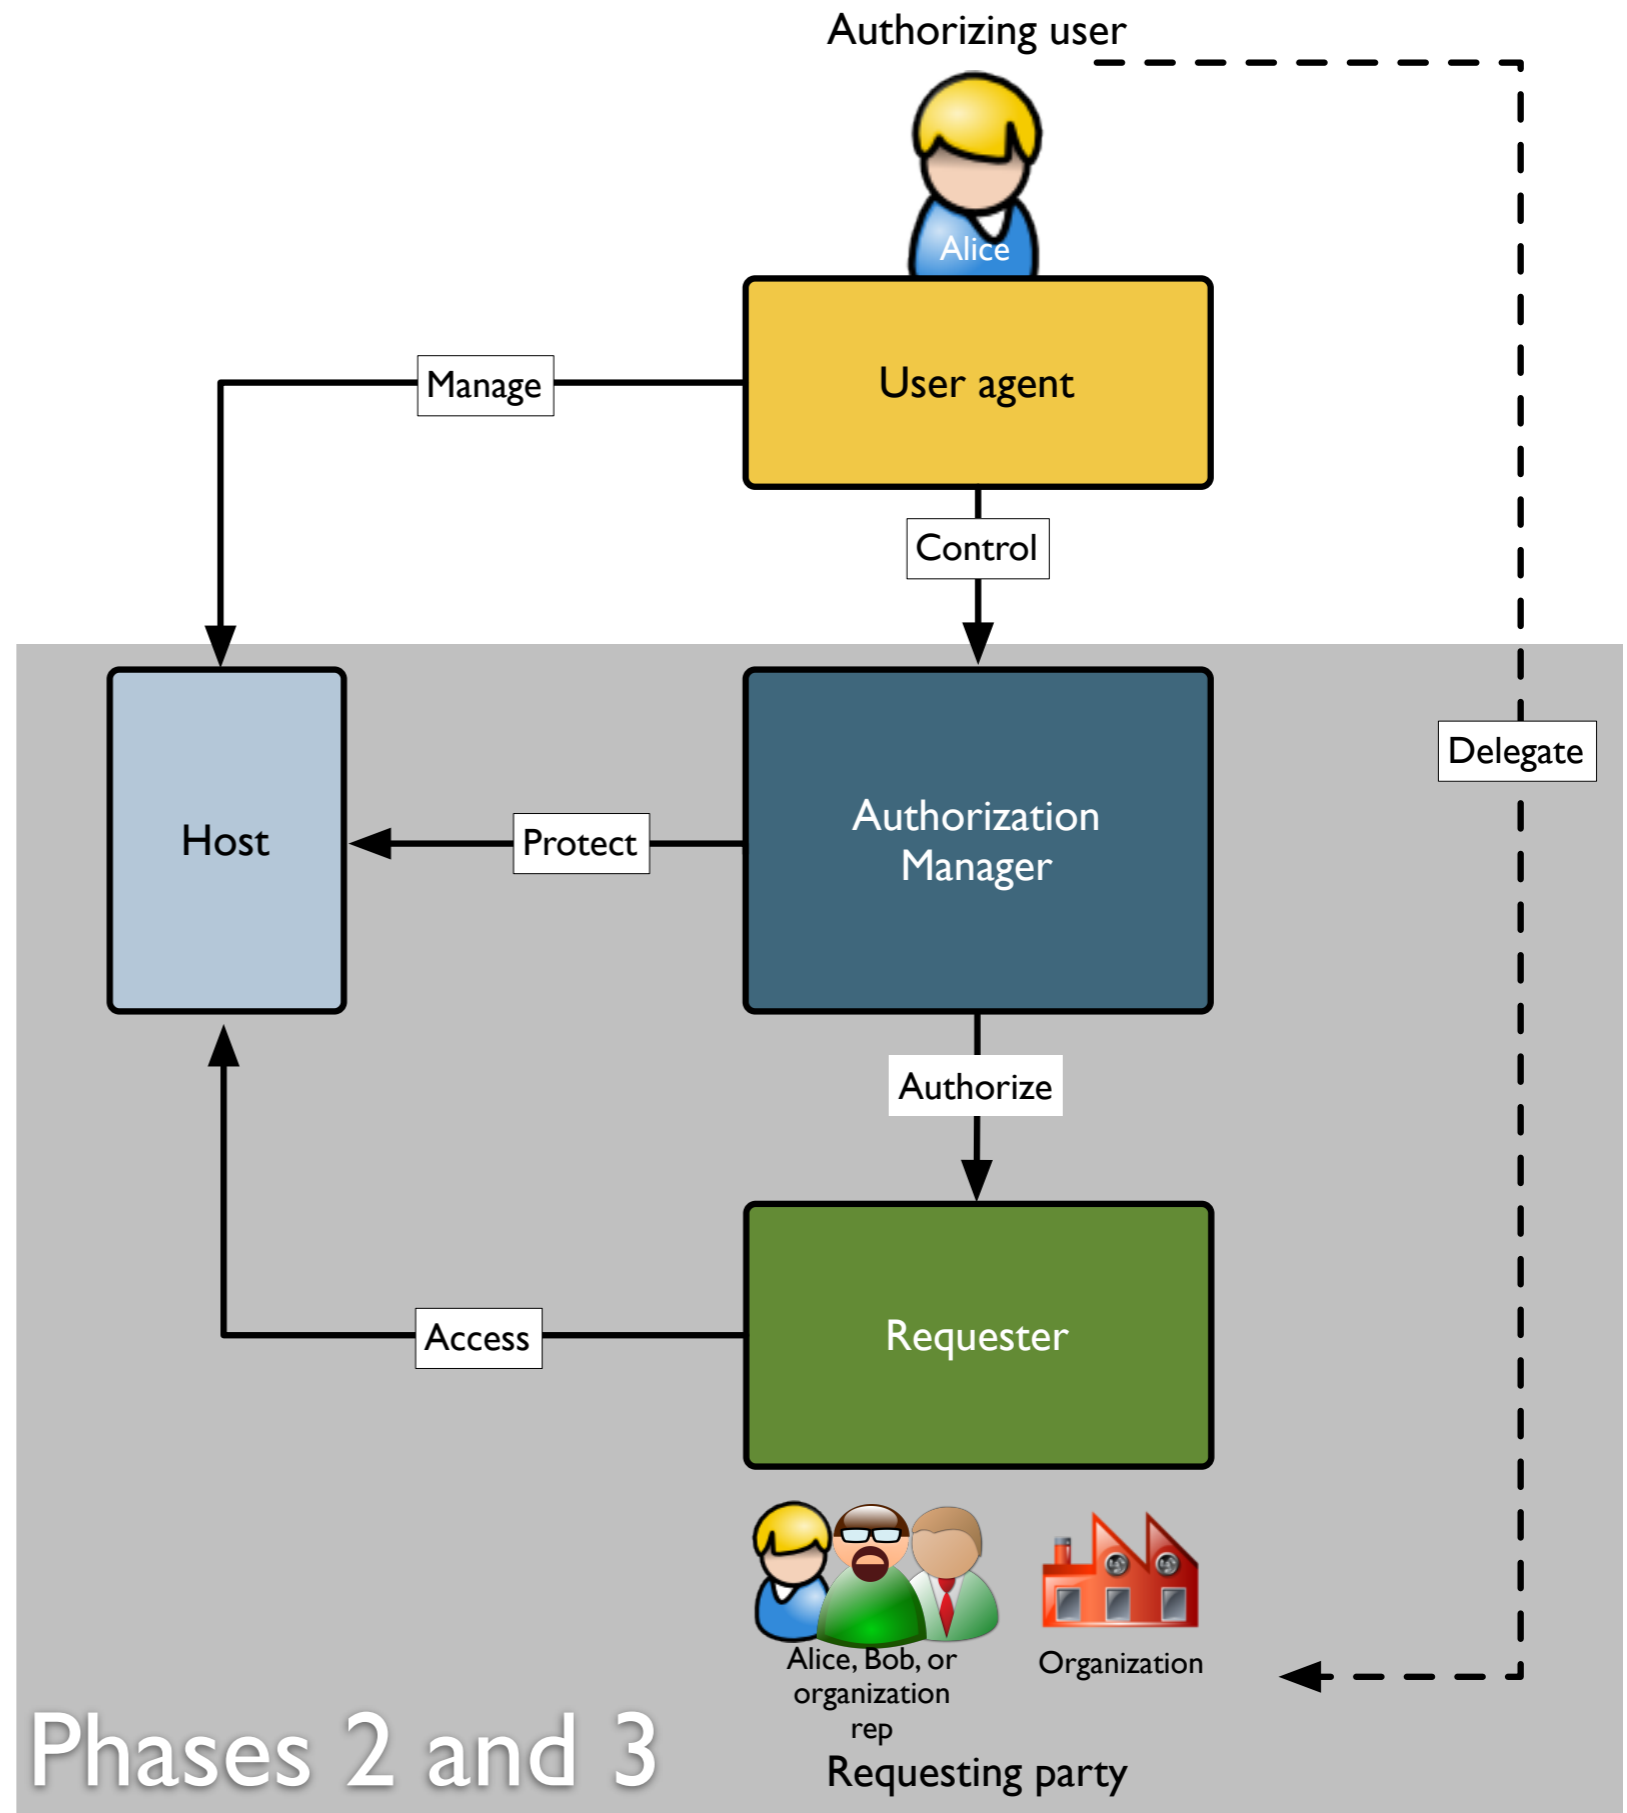 Authorizing user
Alice
User agent
Manage
Control
Delegate
Host
Protect
Authorization
Manager
Authorize
Access
Requester
Alice, Bob, or
organization
rep
Organization
Requesting party
Phases 2 and 3